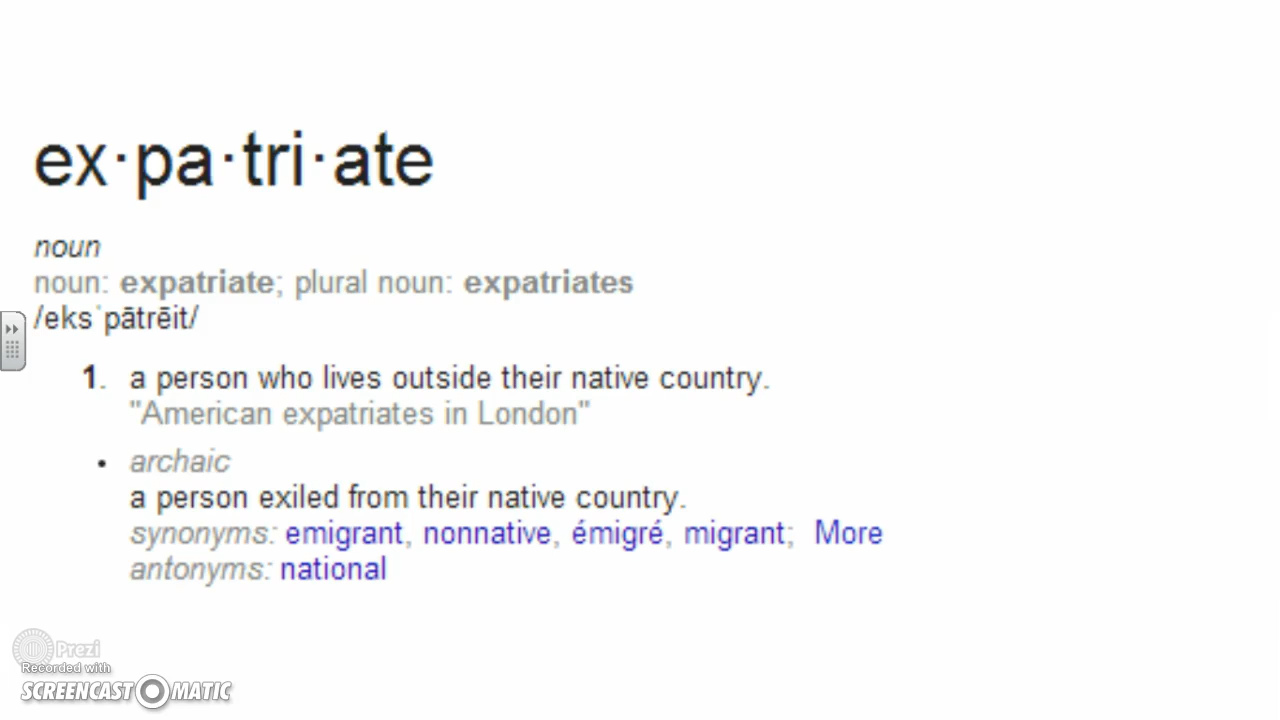 ex·pa·tri·ate
noun
noun: expatriate; plural noun: expatriates
/eksˈpātrēit/
1. a person who lives outside their native country.
"American expatriates in London"
• archaic
a person exiled from their native country.
synonyms: emigrant, nonnative, émigré, migrant; More
antonyms: national
Prezi
Recorded with
SCREENCAST-O-MATIC